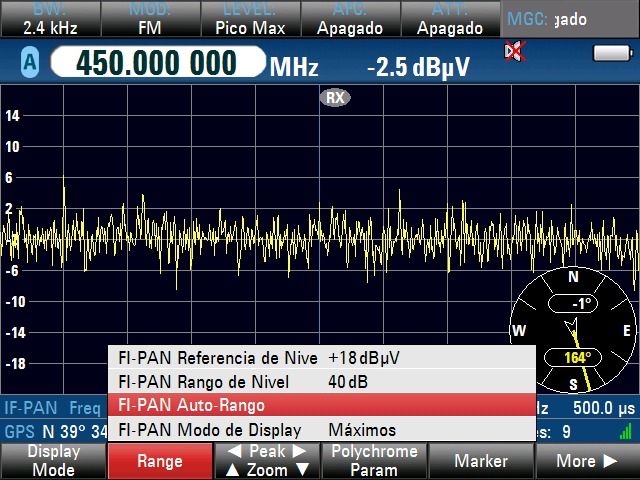 BW: MOD: LEVEL: AFC: ATT: MGC:
2.4 kHz FM Pico Max Apagado Apagado gado
A 450.000 000 MHz -2.5 dBµV
RX
14
10
6
2
-2
-6
-10
-14
-18
N
-1°
W E
164°
S
FI-PAN Referencia de Nive +18 dBµV
FI-PAN Rango de Nivel 40 dB
FI-PAN Auto-Rango
FI-PAN Modo de Display Máximos
IF-PAN Freq Hz 500.0 µs
GPS N 39° 34 es: 9
Display Mode
Range
◄ Peak ►
▲ Zoom ▼
Polychrome Param
Marker
More ►